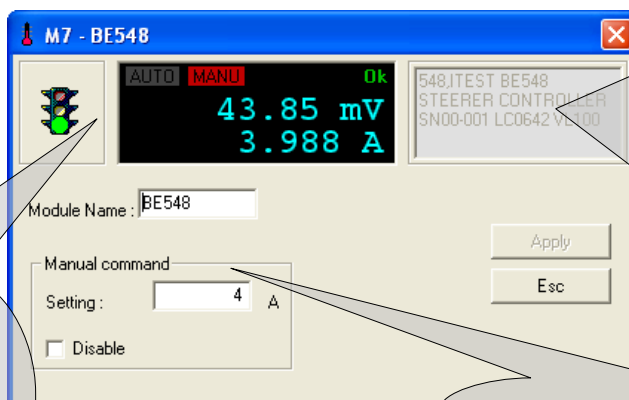 M7 - BE548
AUTO MANU Ok
43.85 mV
3.988 A
548,ITEST BE548
STEERER CONTROLLER
SN00-001 LC0642 VL100
Module Name : BE548
Apply
Manual command
Esc
Setting : 4 A
Disable